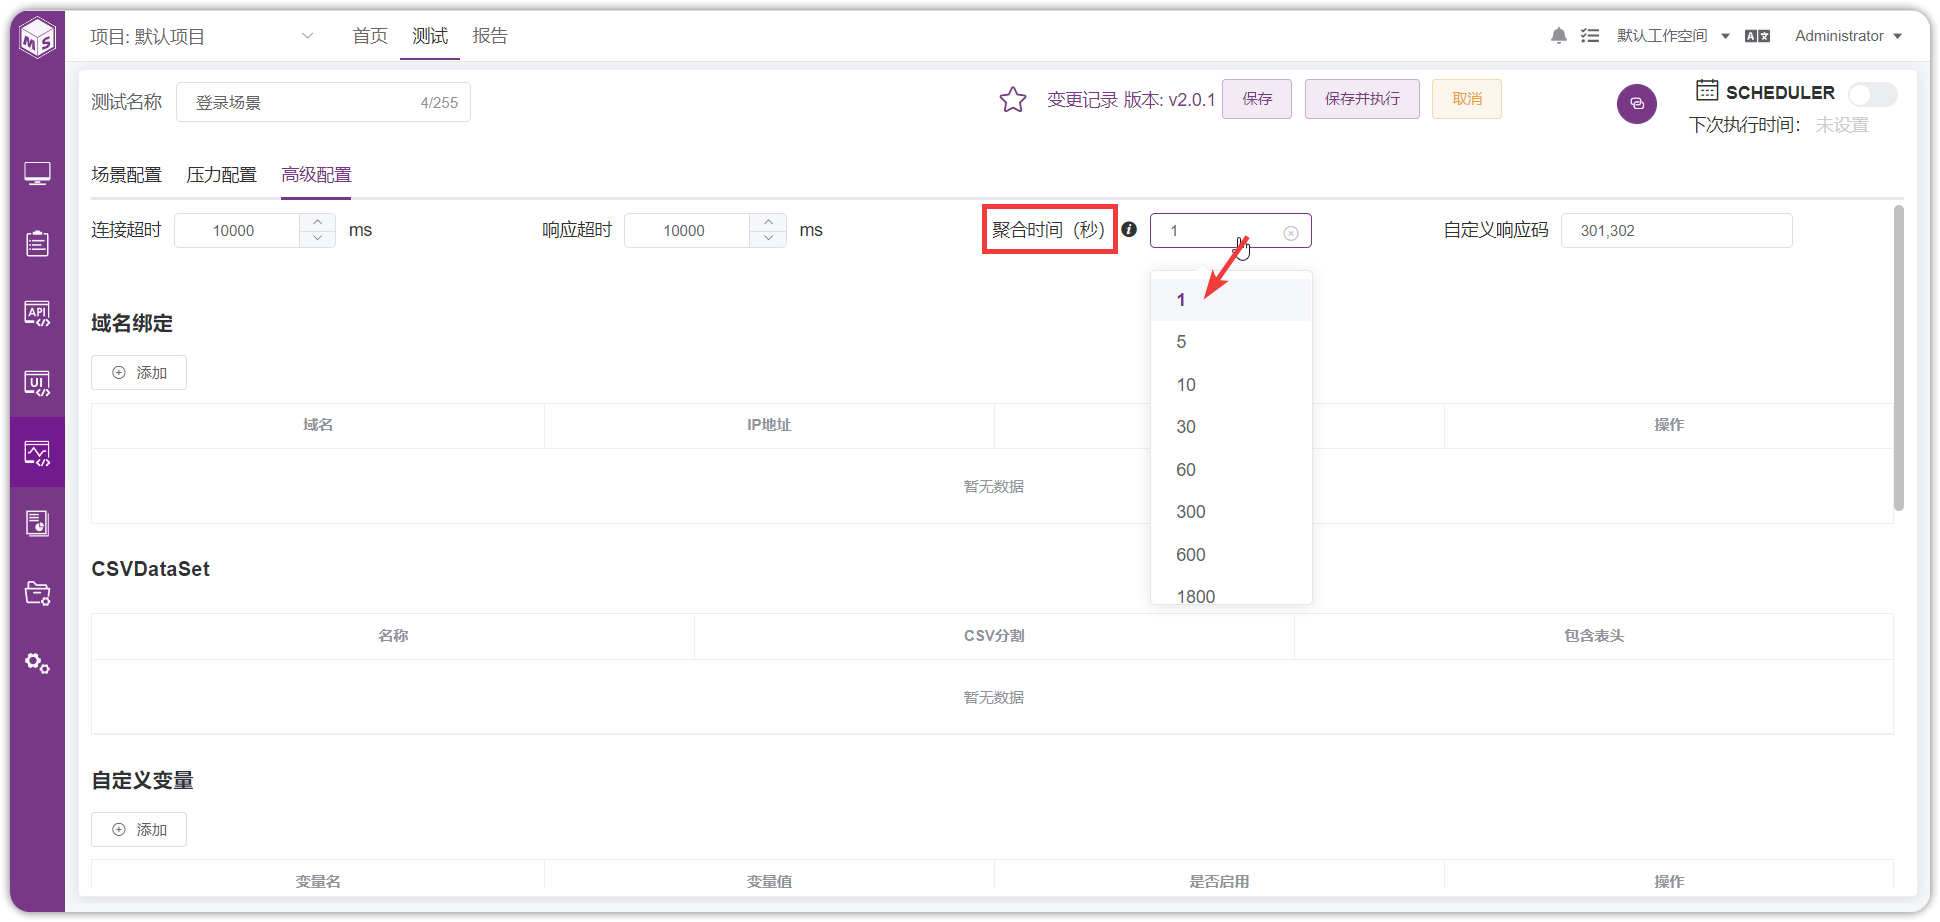 MS
项目: 默认项目
首页
测试
报告
默认工作空间
Administrator
测试名称
登录场景
4/255
变更记录 版本: v2.0.1
保存
保存并执行
取消
SCHEDULER
下次执行时间：
未设置
场景配置
压力配置
高级配置
连接超时
10000
ms
响应超时
10000
ms
聚合时间（秒）
1
自定义响应码
301,302
1
5
10
30
60
300
600
1800
域名绑定
添加
域名
IP地址
操作
暂无数据
CSVDataSet
名称
CSV分割
包含表头
暂无数据
自定义变量
添加
变量名
变量值
是否启用
操作
API
UI